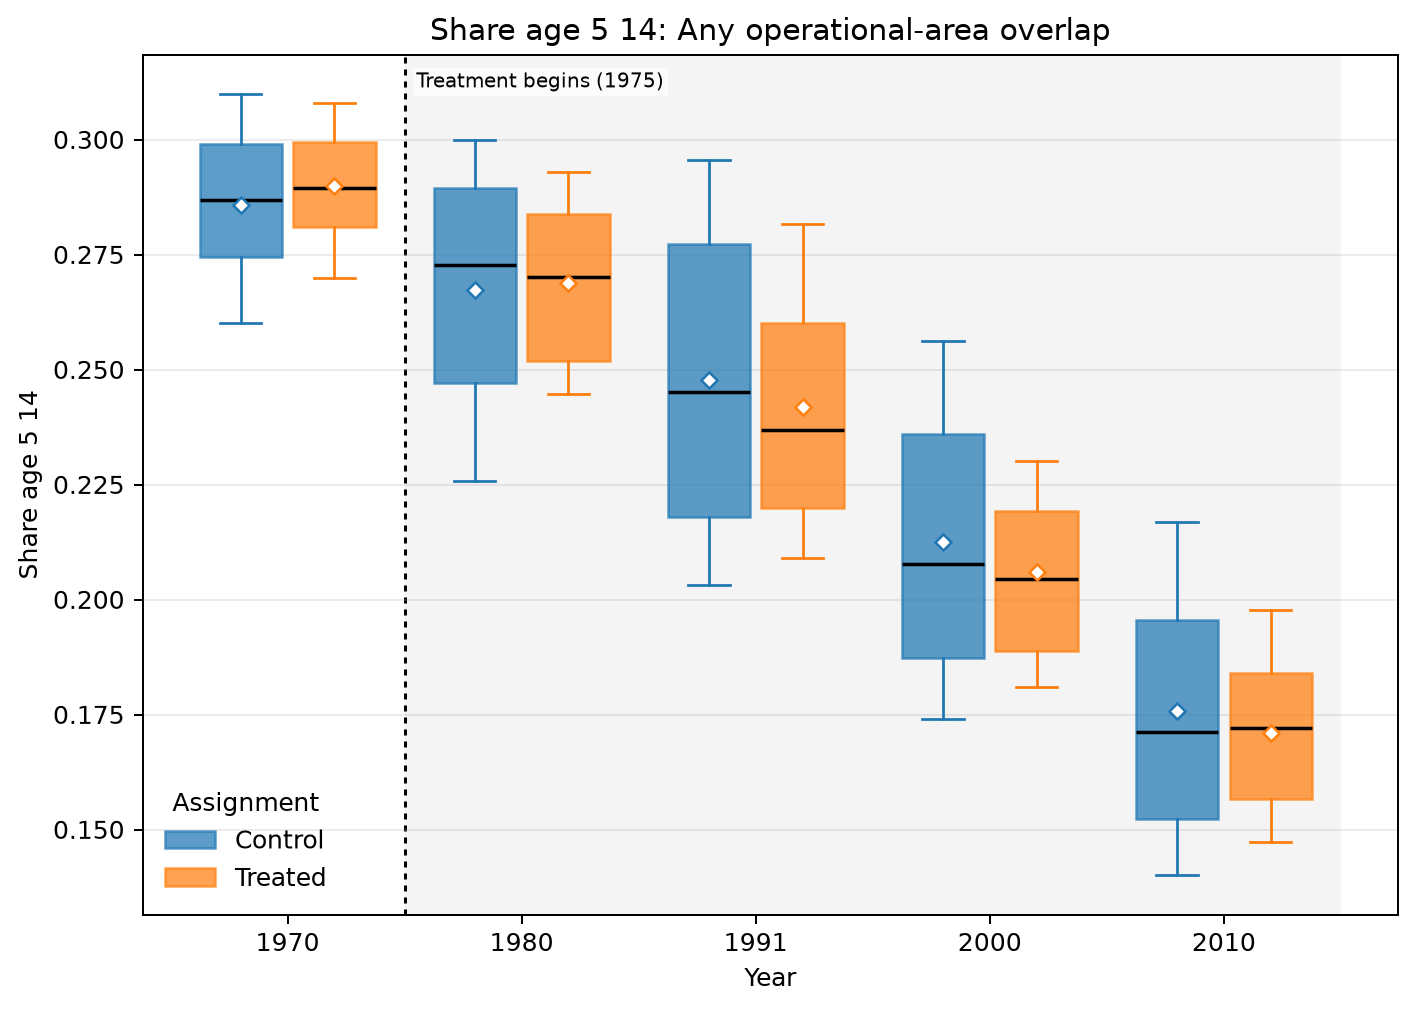 Share age 5 14: Any operational-area overlap
Treatment begins (1975)
0.300
0.275
0.250
0.225
0.200
0.175
0.150
Share age 5 14
Assignment
Control
Treated
1970 1980 1991 2000 2010
Year